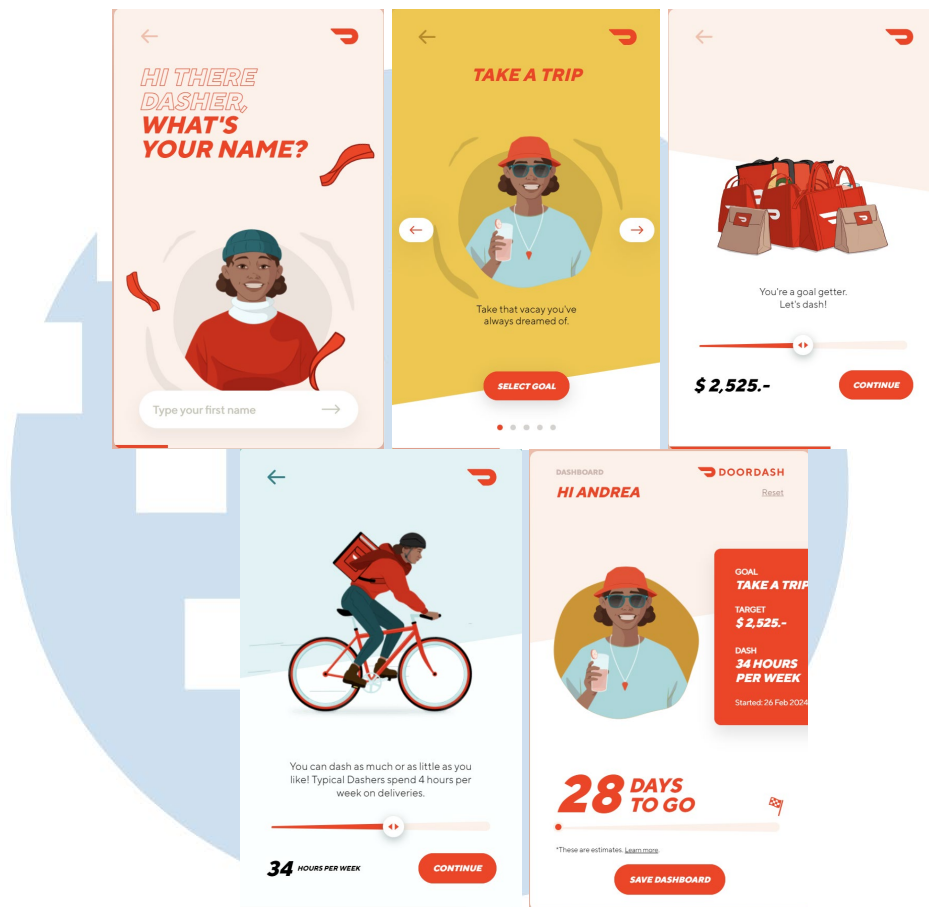 HI THERE
DASHER,
WHAT'S
YOUR NAME?
Type your first name
TAKE A TRIP
Take that vacay you've
always dreamed of.
SELECT GOAL
You're a goal getter.
Let's dash!
$ 2,525.-
CONTINUE
You can dash as much or as little as you
like! Typical Dashers spend 4 hours per
week on deliveries.
34 HOURS PER WEEK
CONTINUE
DASHBOARD
DOORDASH
HI ANDREA
Reset
GOAL
TAKE A TRIP
TARGET
$ 2,525.-
DASH
34 HOURS
PER WEEK
Started: 26 Feb 2024
28 DAYS
TO GO
*These are estimates. Learn more.
SAVE DASHBOARD